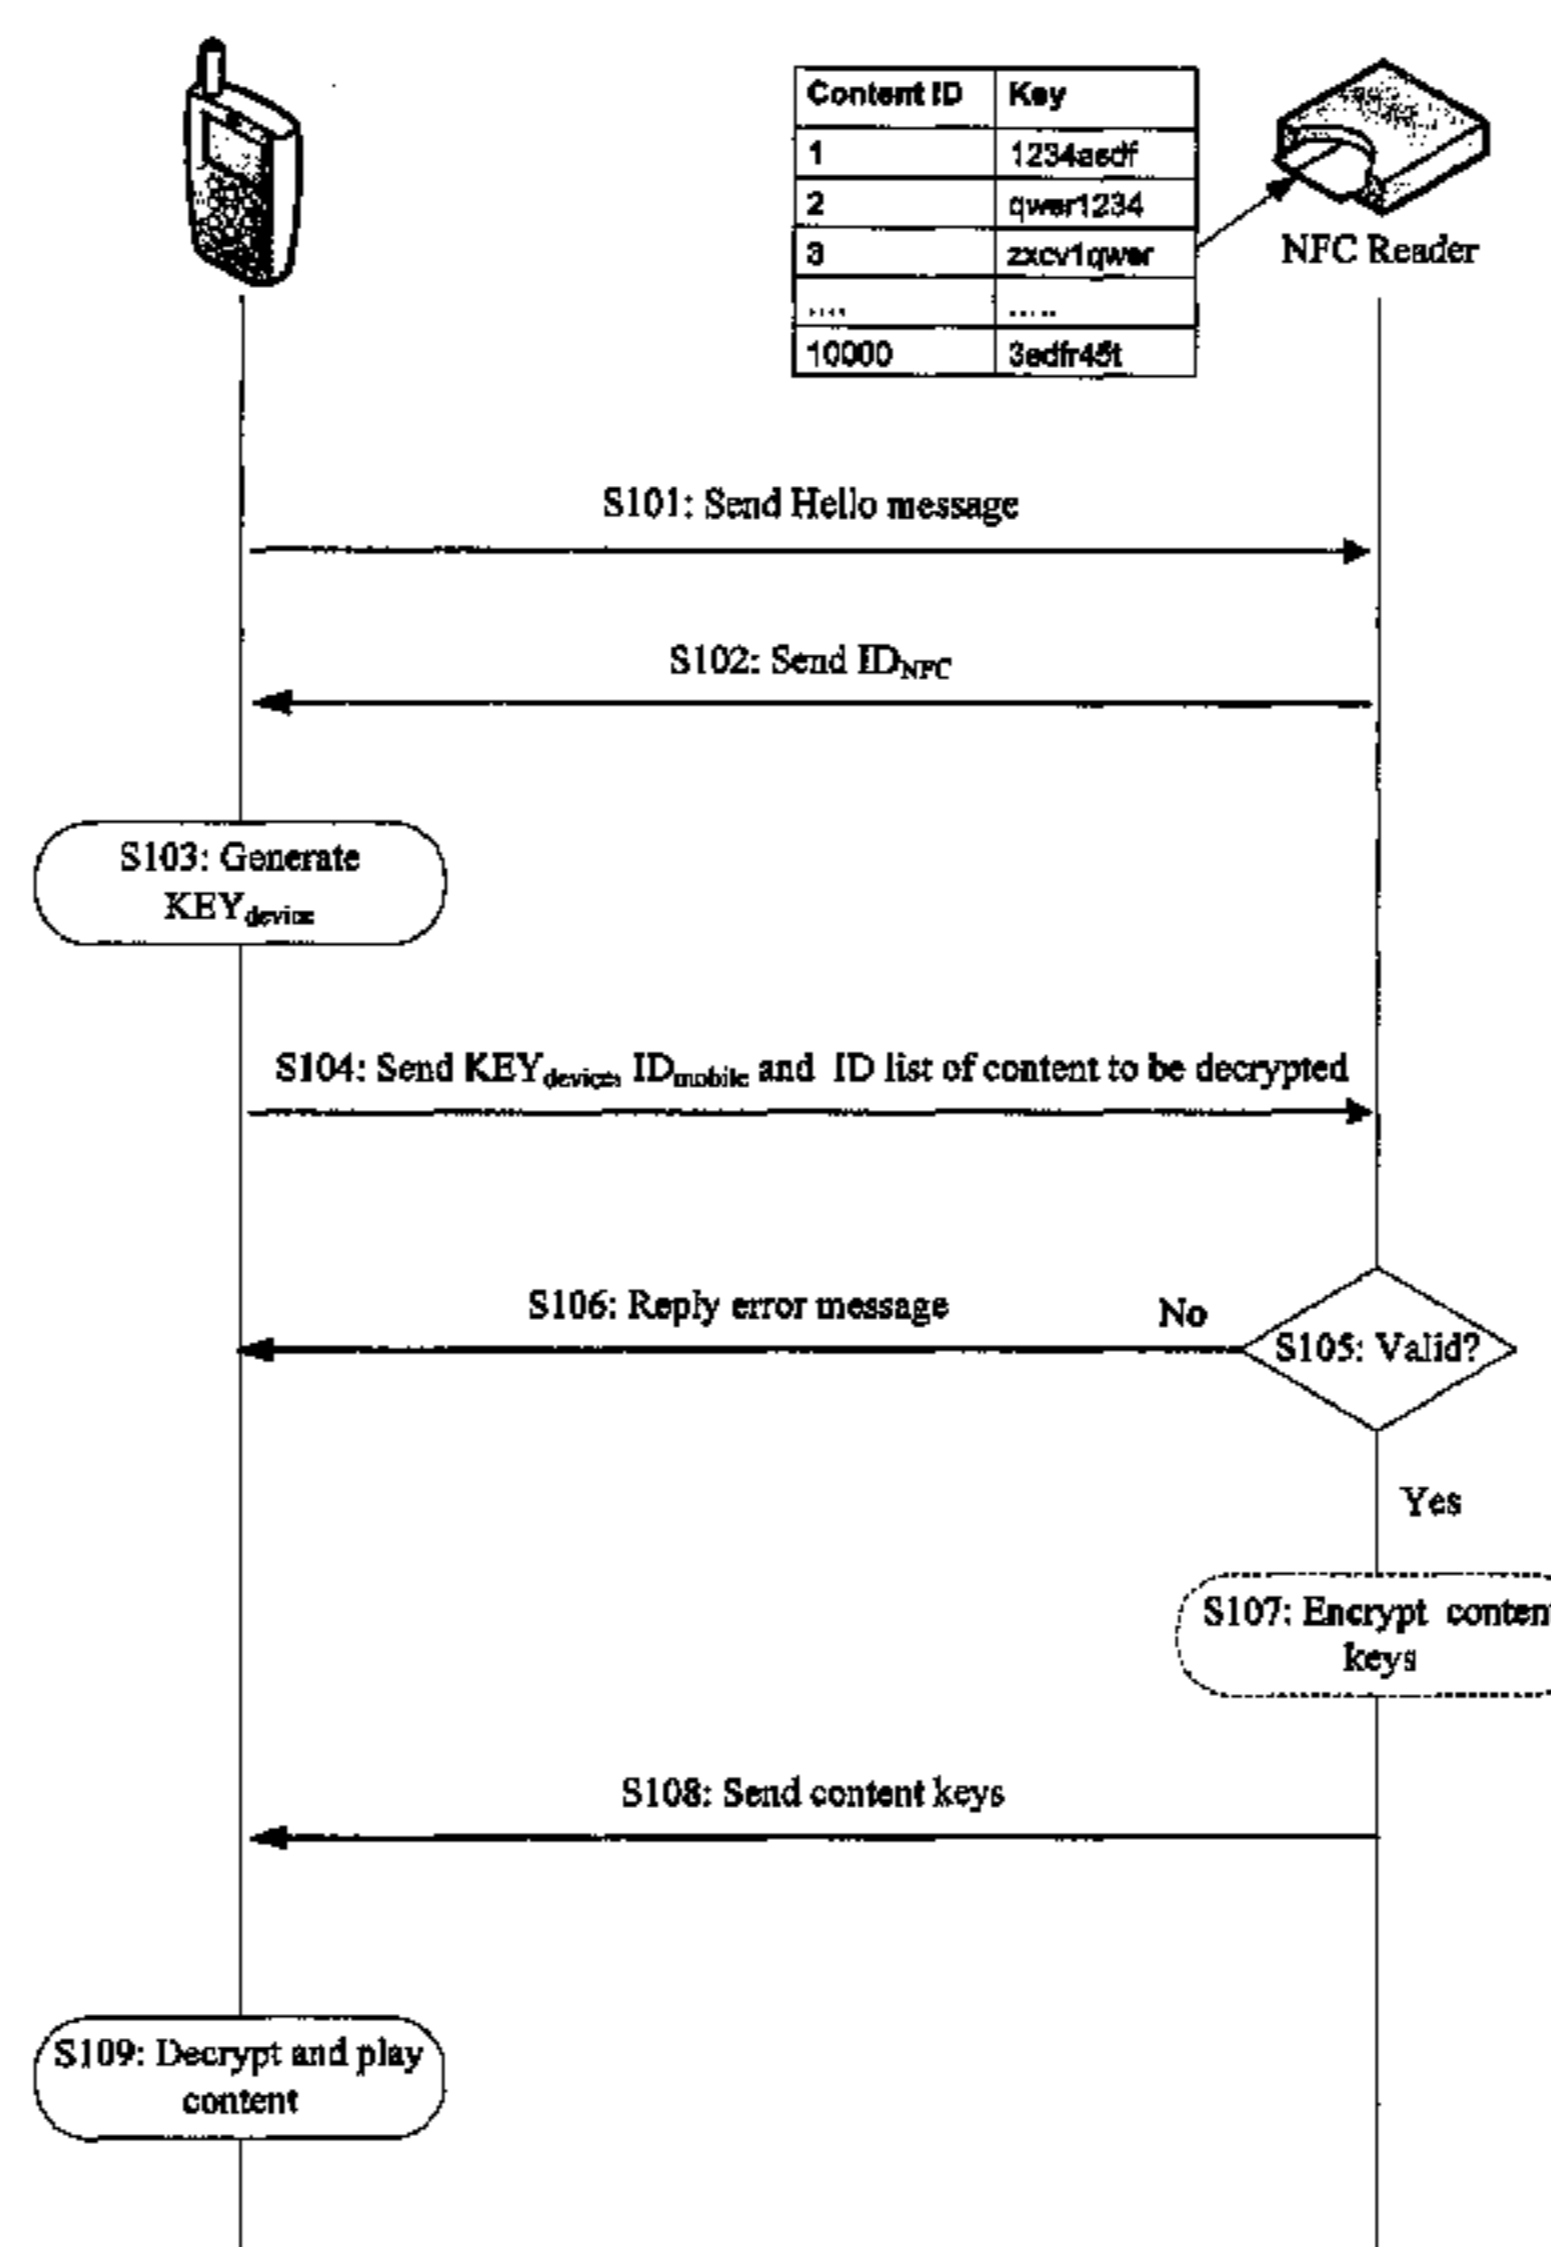 Content ID Key
1 1234asdf
2 qwer1234
3 zxcv1qwer
.... .....
10000 3edfr45t
NFC Reader
S101: Send Hello message
S102: Send IDNFC
S103: Generate
KEYdevice
S104: Send KEYdevice, IDmobile and ID list of content to be decrypted
S106: Reply error message
No
S105: Valid?
Yes
S107: Encrypt conten
keys
S108: Send content keys
S109: Decrypt and play
content